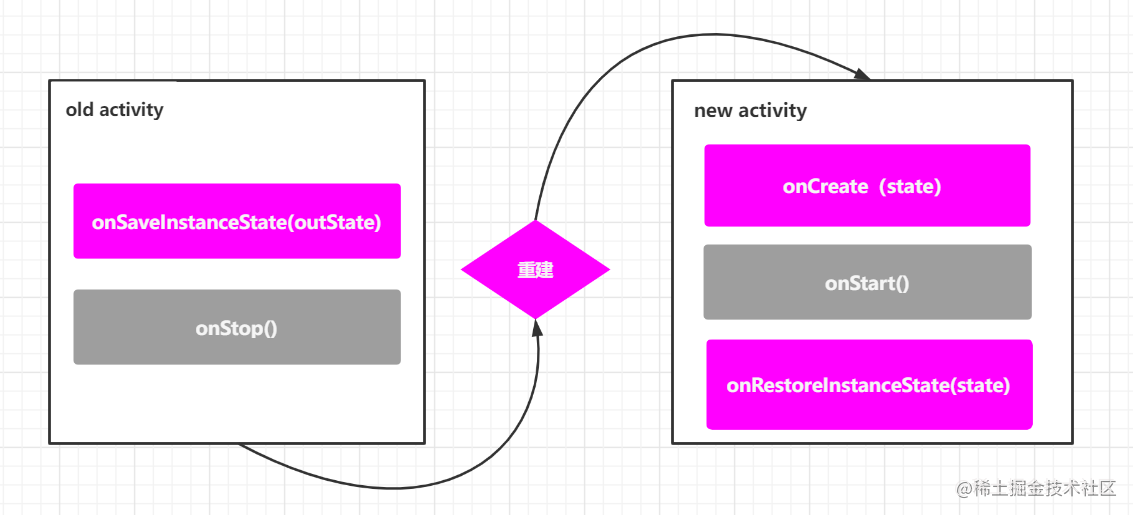 old activity
onSaveInstanceState(outState)
onStop()
重建
new activity
onCreate（state）
onStart()
onRestoreInstanceState(state)
@稀土掘金技术社区